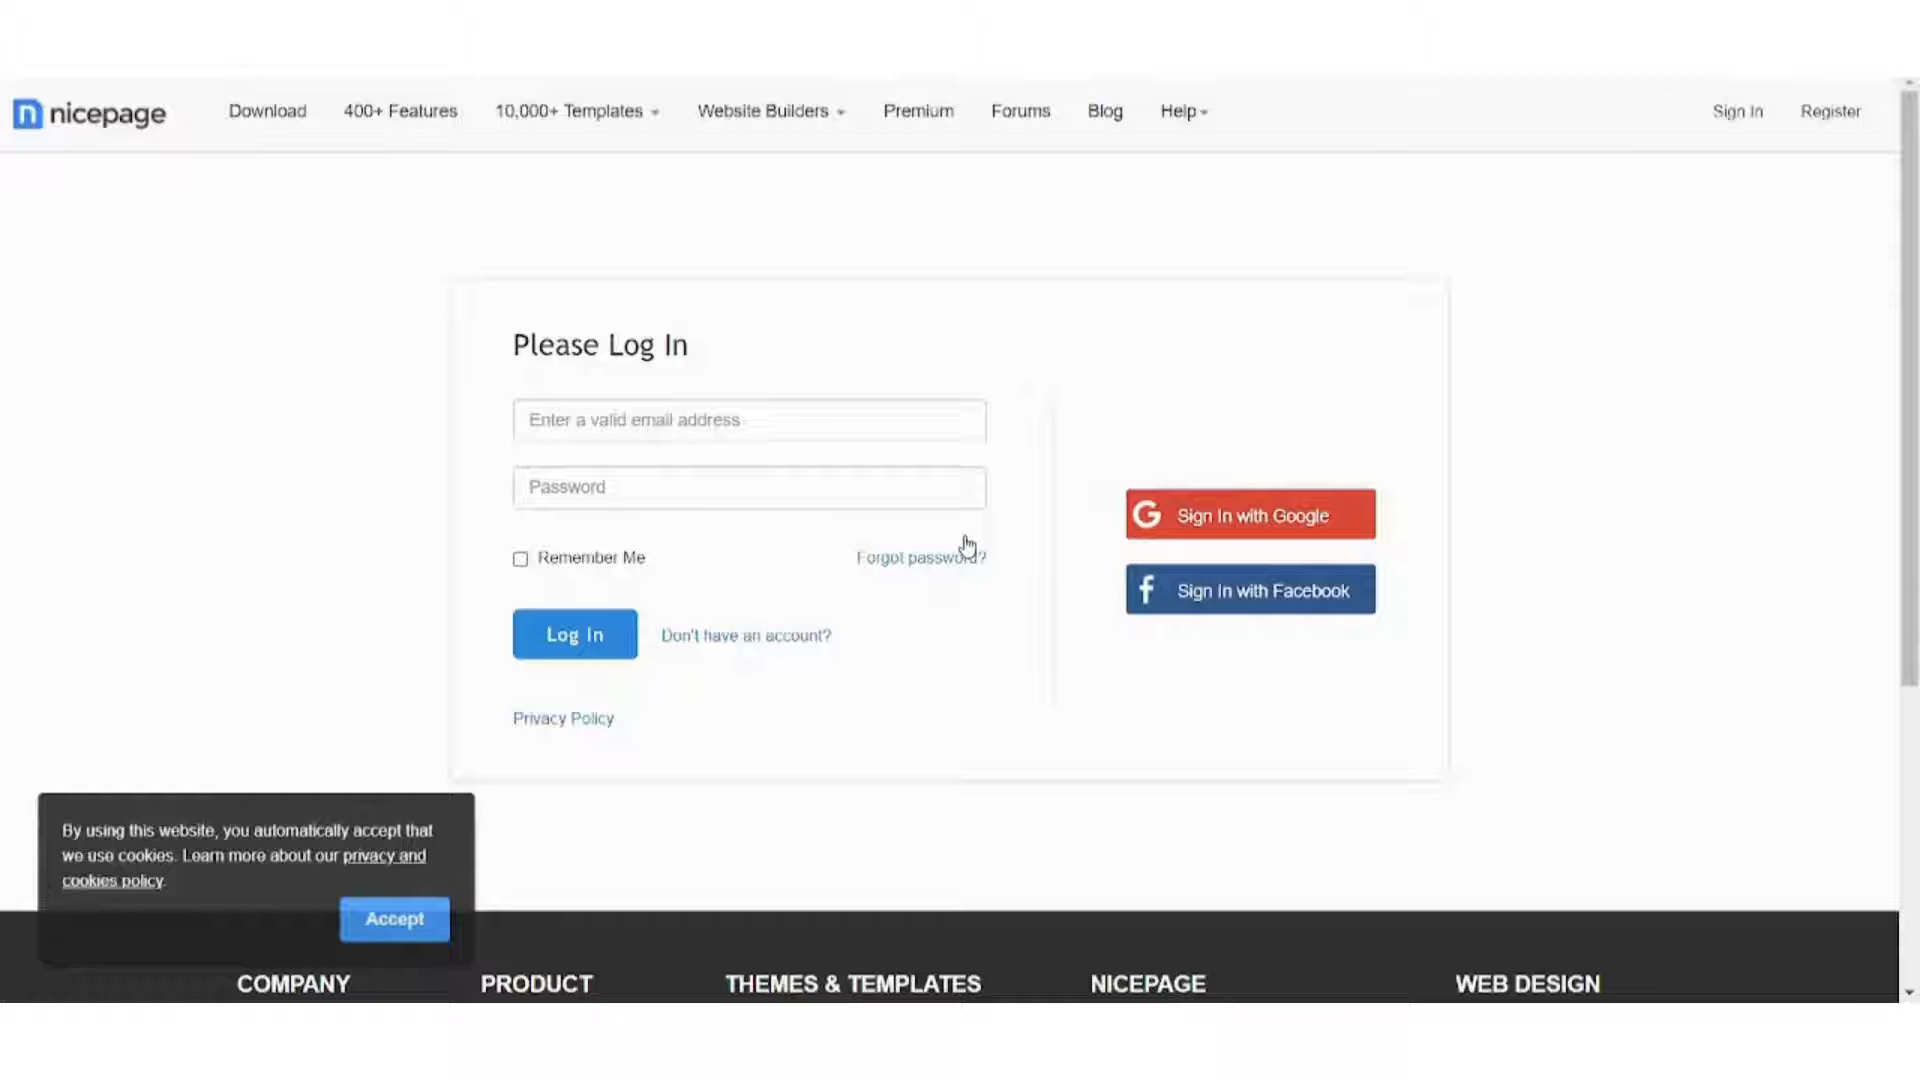 nicepage
Download 400+ Features 10,000+ Templates Website Builders Premium Forums Blog Help Sign In Register
Please Log In
Enter a valid email address
Password
Remember Me Forgot password?
Sign In with Google
Sign In with Facebook
Log In Don't have an account?
Privacy Policy
By using this website, you automatically accept that
we use cookies. Learn more about our privacy and
cookies policy.
Accept
COMPANY PRODUCT THEMES & TEMPLATES NICEPAGE WEB DESIGN